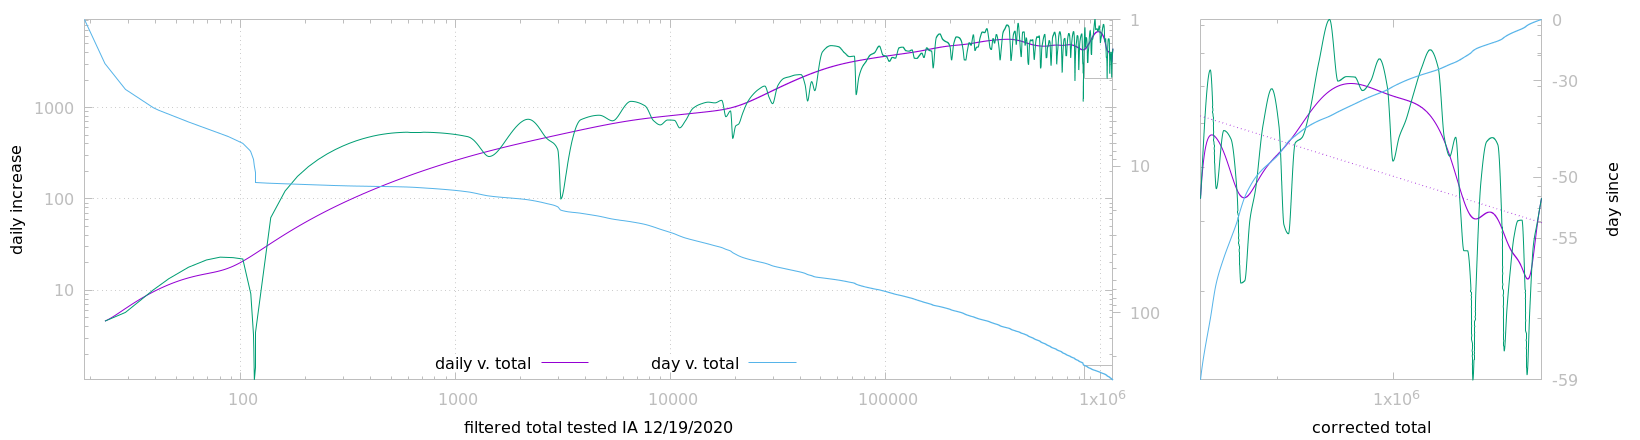 1
0
-30
1000
daily increase
10
-50
day since
100
-55
10
100
daily v. total
day v. total
-59
100
1000
10000
100000
1x10^6
1x10^6
filtered total tested IA 12/19/2020
corrected total